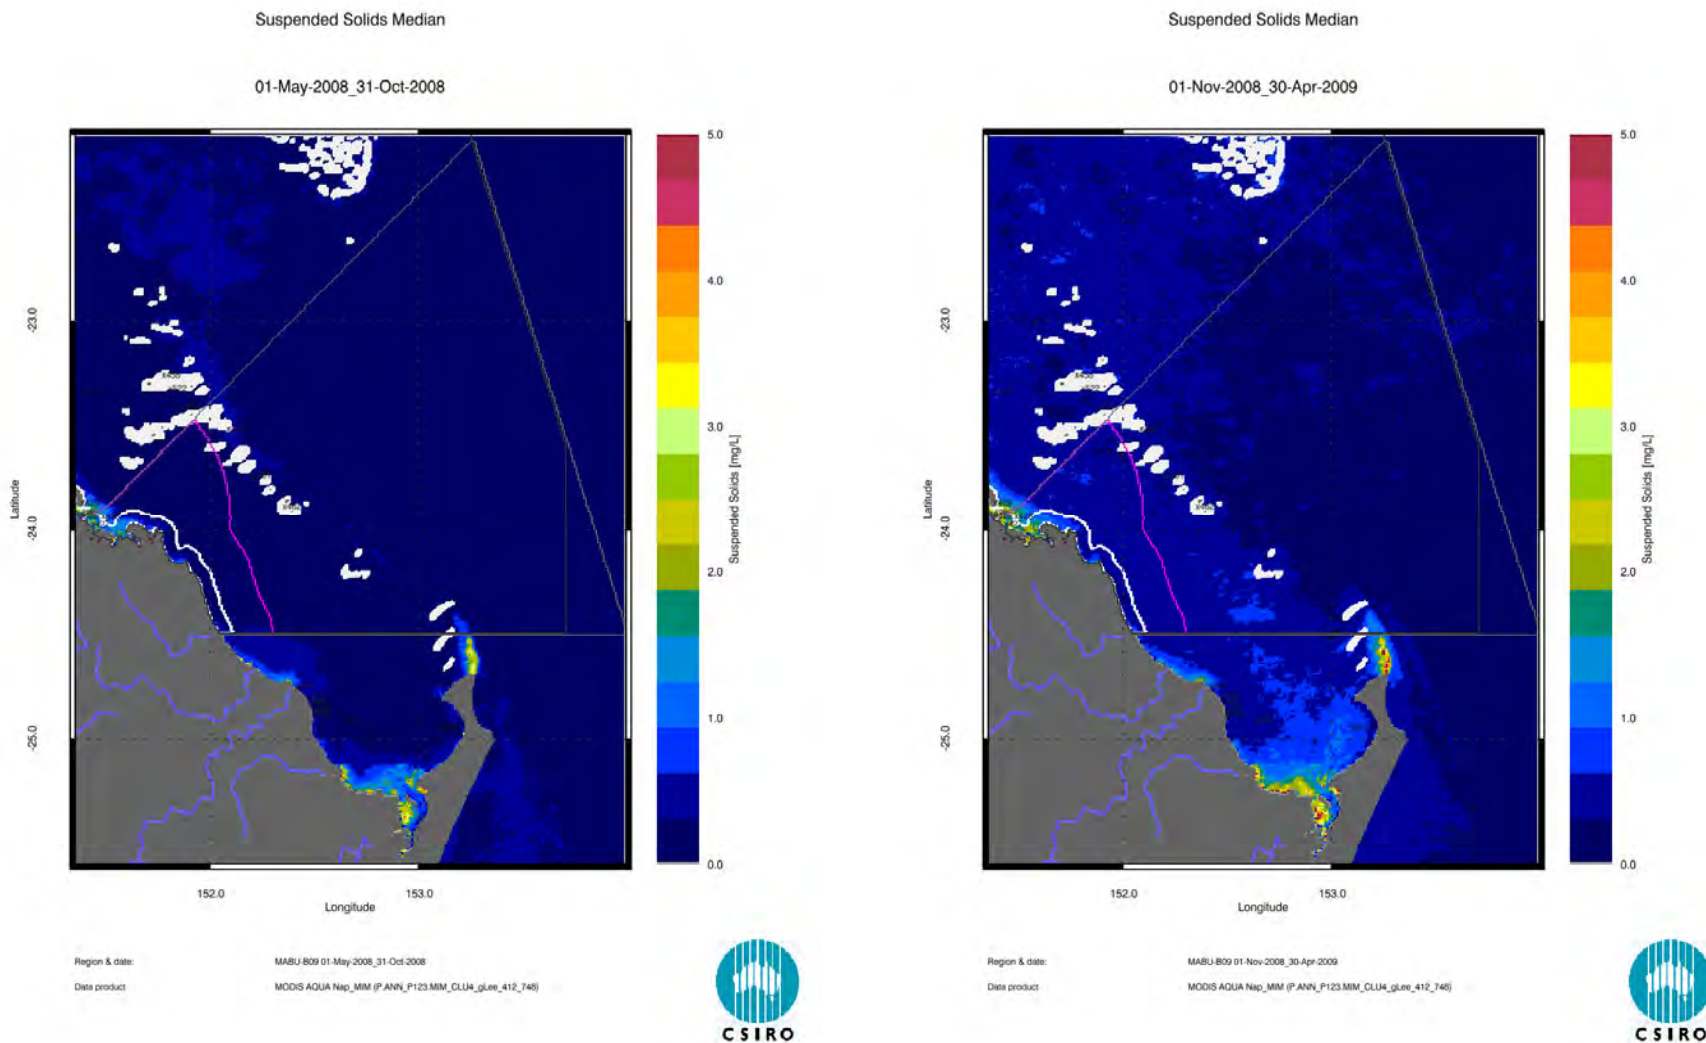 Suspended Solids Median
01-May-2008_31-Oct-2008
5.0
4.0
3.0
2.0
1.0
0.0
Suspended Solids [mg/L]
-23.0
-24.0
-25.0
Latitude
152.0
153.0
Longitude
Region & date:
MABU-B09 01-May-2008_31-Oct-2008
Data product
MODIS AQUA Nap_MIM (P.ANN_P123.MIM_CLU4_gLee_412_748)
CSIRO
Suspended Solids Median
01-Nov-2008_30-Apr-2009
5.0
4.0
3.0
2.0
1.0
0.0
Suspended Solids [mg/L]
-23.0
-24.0
-25.0
Latitude
152.0
153.0
Longitude
Region & date:
MABU-B09 01-Nov-2008_30-Apr-2009
Data product
MODIS AQUA Nap_MIM (P.ANN_P123.MIM_CLU4_gLee_412_748)
CSIRO